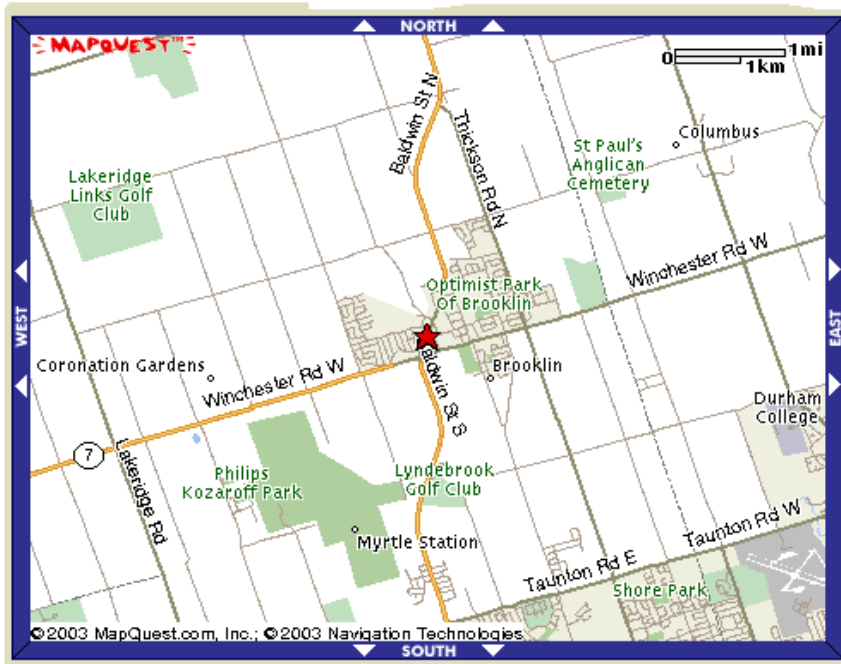 NORTH
MAPQUEST™
0
1mi
1km
Baldwin St N
Thickson Rd N
Columbus
St Paul's
Anglican
Cemetery
Lakeridge
Links Golf
Club
Winchester Rd W
Optimist Park
Of Brooklin
WEST
EAST
Coronation Gardens
Winchester Rd W
Baldwin St S
Brooklin
Durham
College
7
Lakeridge Rd
Philips
Kozaroff Park
Lyndebrook
Golf Club
Myrtle Station
Taunton Rd W
Taunton Rd E
Shore Park
©2003 MapQuest.com, Inc.; ©2003 Navigation Technologies
SOUTH